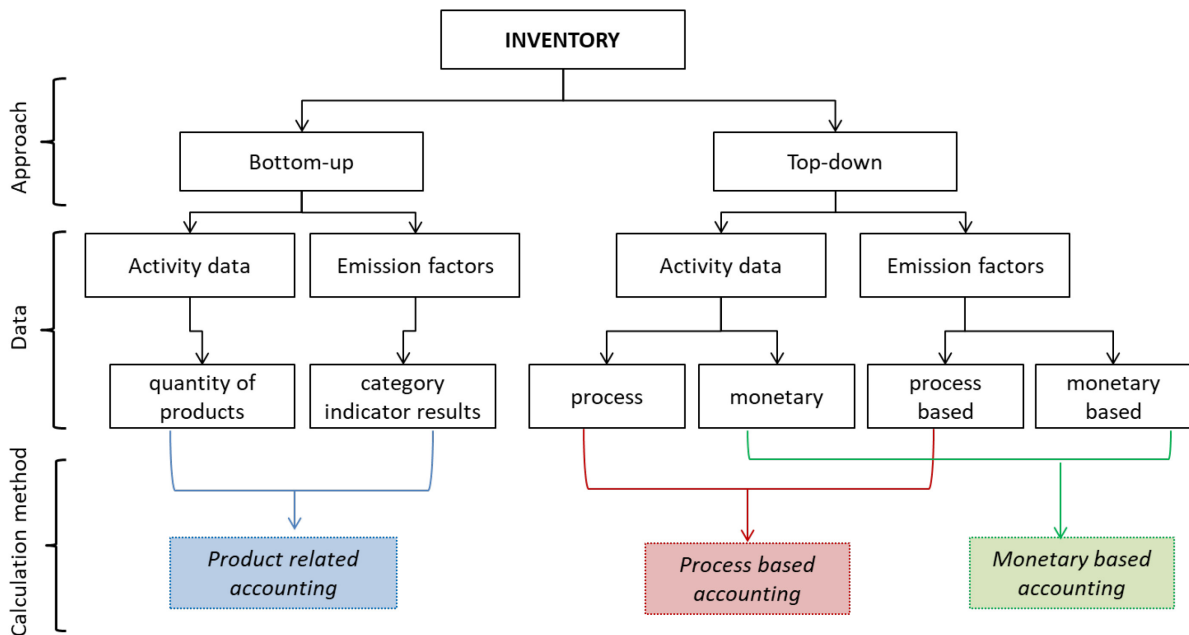 INVENTORY
Approach
Bottom-up
Top-down
Data
Activity data
Emission factors
Activity data
Emission factors
quantity of
products
category
indicator results
process
monetary
process
based
monetary
based
Calculation method
Product related
accounting
Process based
accounting
Monetary based
accounting